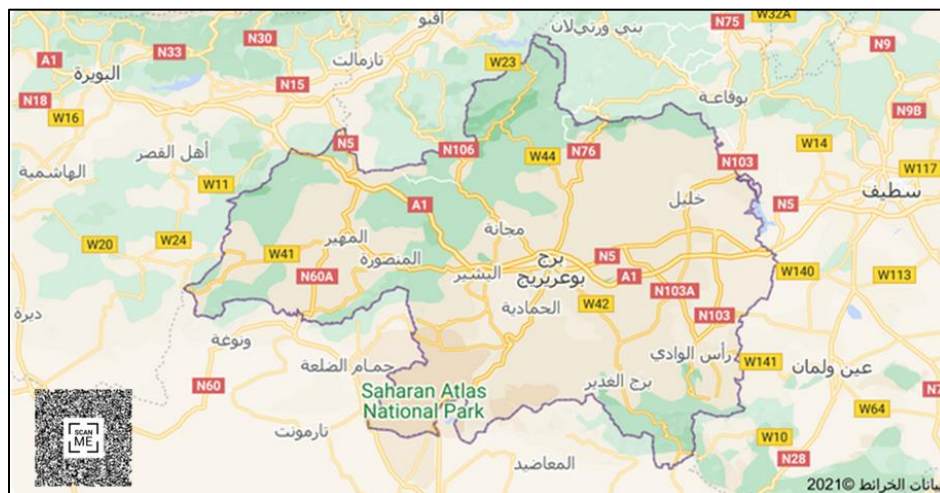 N75
W32A
أقبو
بني ورتيلان
N30
N33
N9
A1
تازمالت
W23
البويرة
N15
N18
بوقاعة
N9B
W16
N5
N106
N76
W14
أهل القصر
W44
N103
W117
الهاشمية
W11
سطيف
خليل
A1
N5
مجانة
W20
W24
المهير
W41
المنصورة
برج
بوعريريج
N5
البشير
N60A
A1
W140
W113
N103A
الحمادية
W42
ديرة
N103
ونوغة
رأس الوادي
W141
حمام الضلعة
عين ولمان
برج الغدير
N60
Saharan Atlas
National Park
SCAN
ME
W64
تارمونت
W10
المعاضيد
N28
بيانات الخرائط ©2021